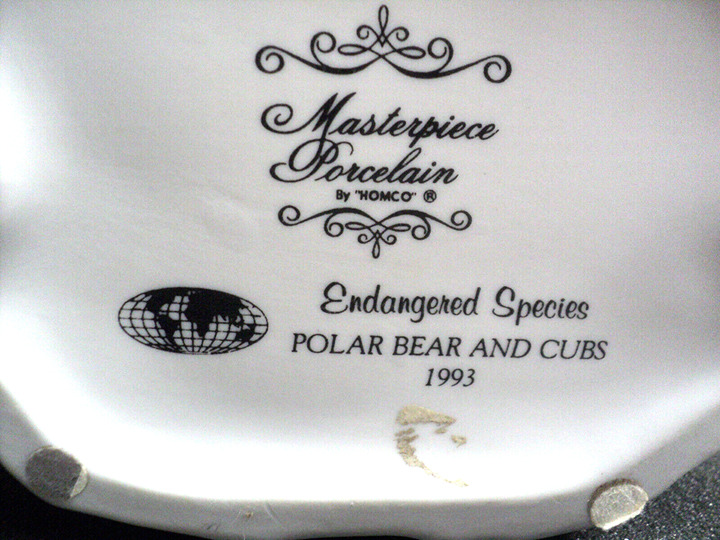 Masterpiece
Porcelain
By "HOMCO" ®
Endangered Species
POLAR BEAR AND CUBS
1993